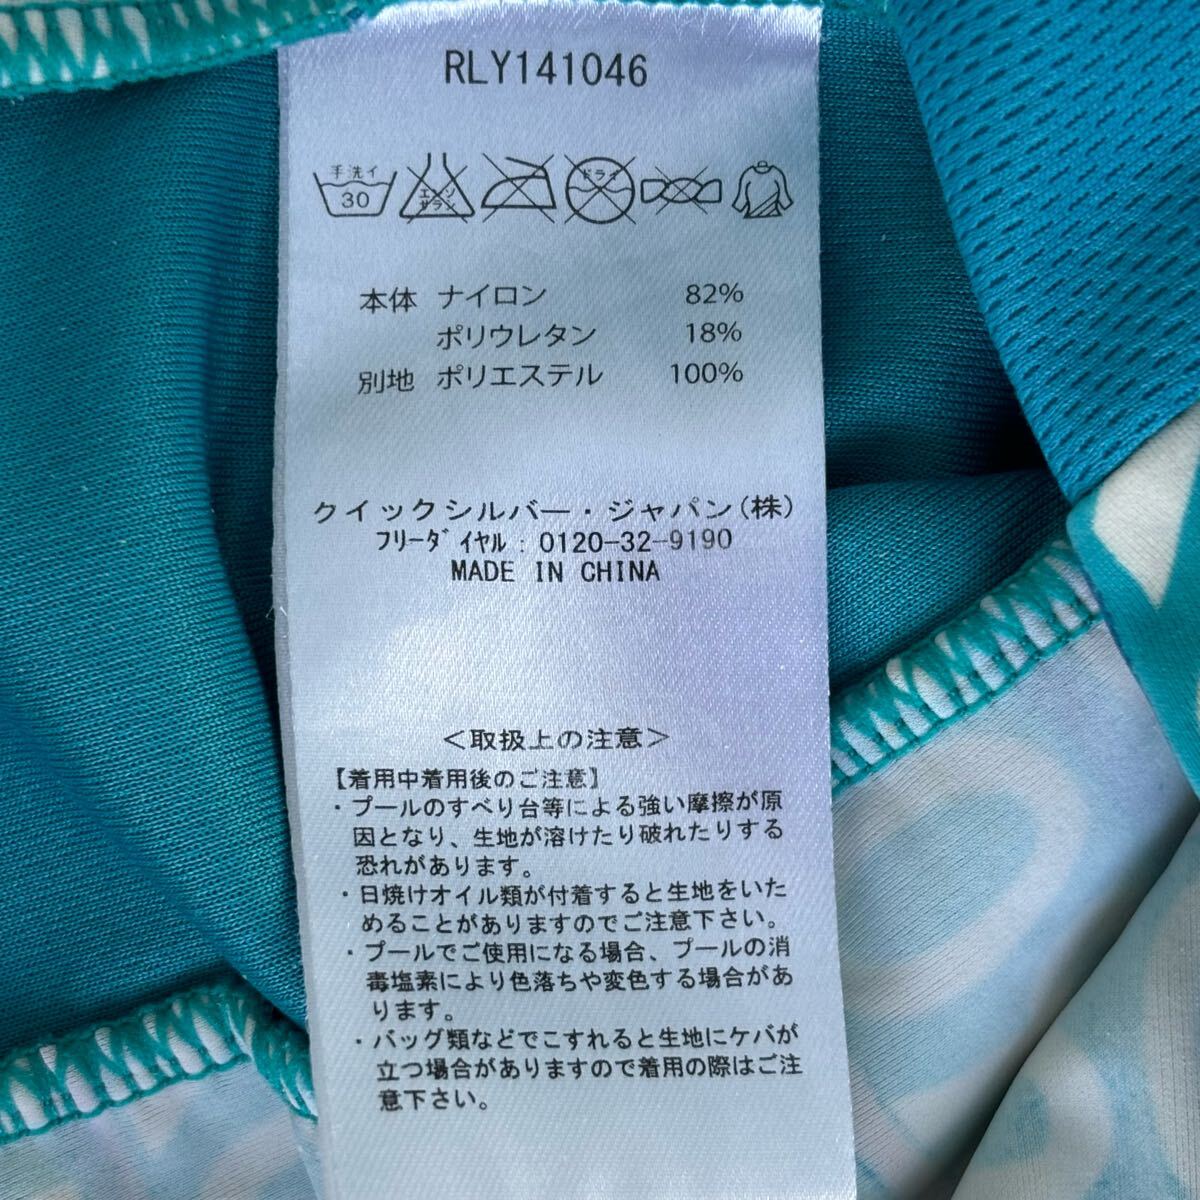 RLY141046
手洗イ エンソ ドライ
30 サラシ
本体 ナイロン 82%
ポリウレタン 18%
別地 ポリエステル 100%
クイックシルバー・ジャパン(株)
フリーダイヤル:0120-32-9190
MADE IN CHINA
<取扱上の注意>
【着用中着用後のご注意】
・プールのすべり台等による強い摩擦が原
因となり、生地が溶けたり破れたりする
恐れがあります。
・日焼けオイル類が付着すると生地をいた
めることがありますのでご注意下さい。
・プールでご使用になる場合、プールの消
毒塩素により色落ちや変色する場合があ
ります。
・バッグ類などでこすれると生地にケバが
立つ場合がありますので着用の際はご注
意下さい。